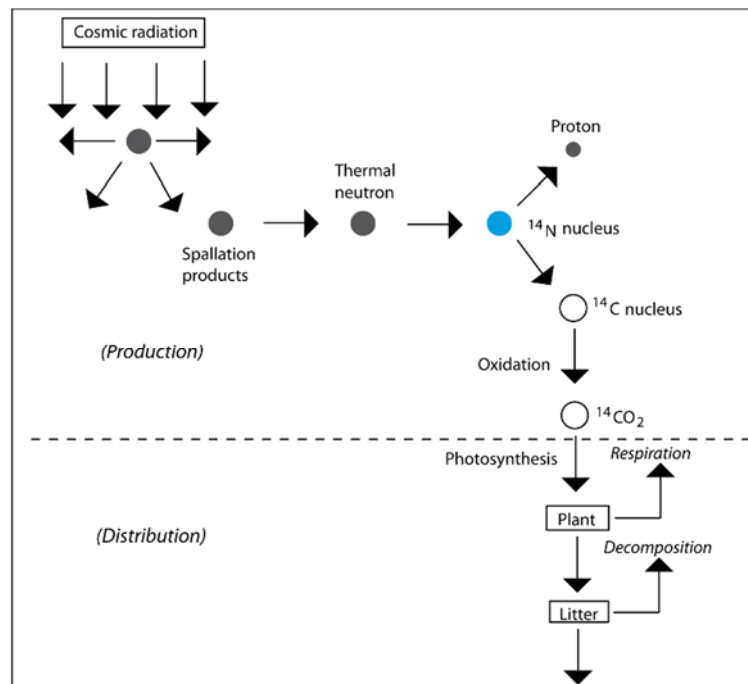 Cosmic radiation
Proton
Thermal
neutron
¹⁴N nucleus
Spallation
products
¹⁴C nucleus
(Production)
Oxidation
¹⁴CO₂
Photosynthesis
Respiration
Plant
(Distribution)
Decomposition
Litter